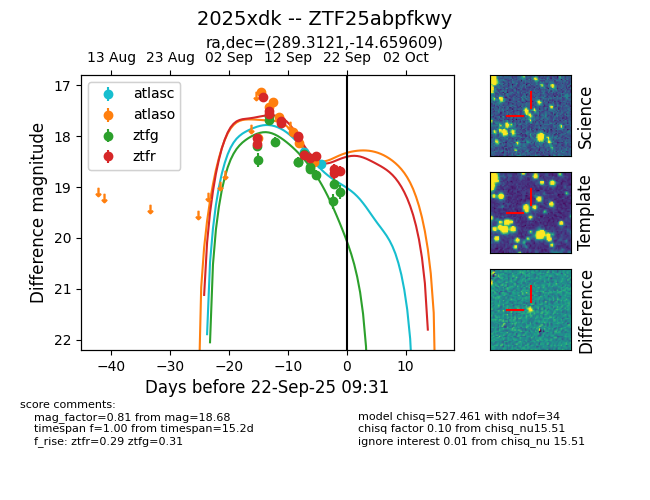 2025xdk -- ZTF25abpfkwy
ra,dec=(289.3121,-14.659609)
13 Aug 23 Aug 02 Sep 12 Sep 22 Sep 02 Oct
atlasc
atlaso
ztfg
ztfr
17
18
19
20
21
22
Difference magnitude
−40 −30 −20 −10 0 10
Days before 22-Sep-25 09:31
Science
Template
Difference
score comments:
mag_factor=0.81 from mag=18.68
timespan f=1.00 from timespan=15.2d
f_rise: ztfr=0.29 ztfg=0.31
model chisq=527.461 with ndof=34
chisq factor 0.10 from chisq_nu15.51
ignore interest 0.01 from chisq_nu 15.51